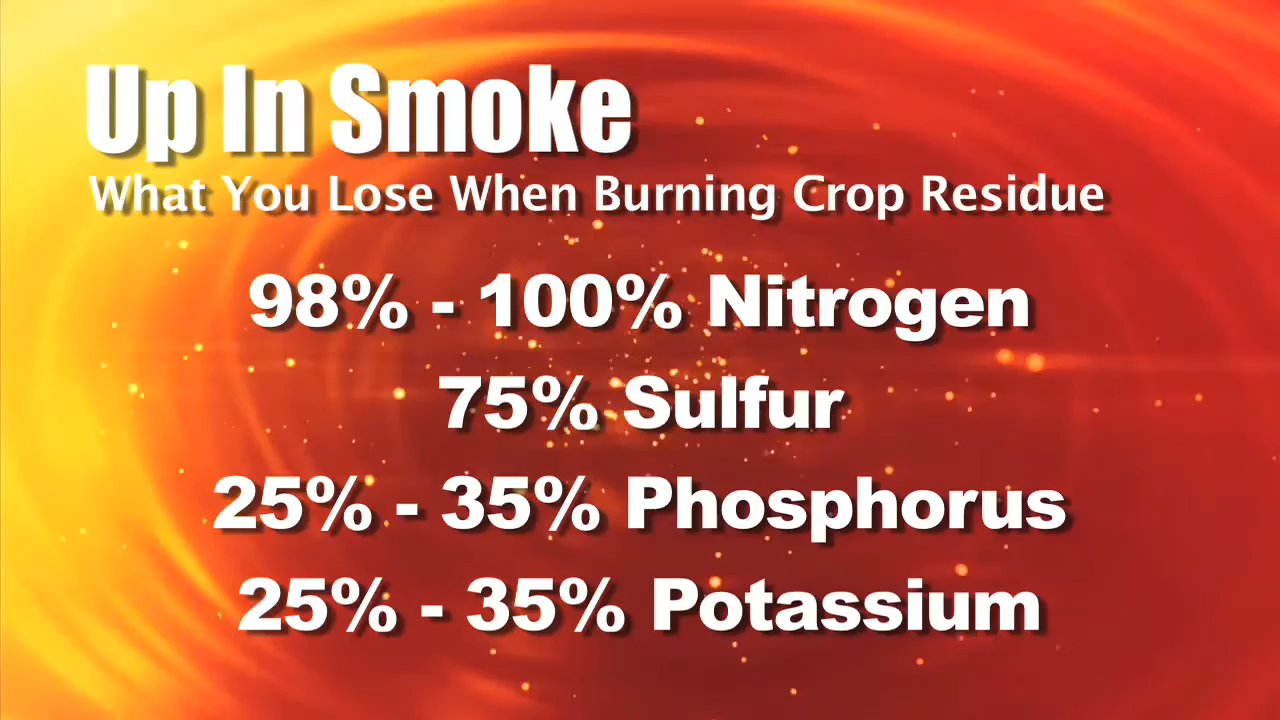 Up In Smoke
What You Lose When Burning Crop Residue
98% - 100% Nitrogen
75% Sulfur
25% - 35% Phosphorus
25% - 35% Potassium